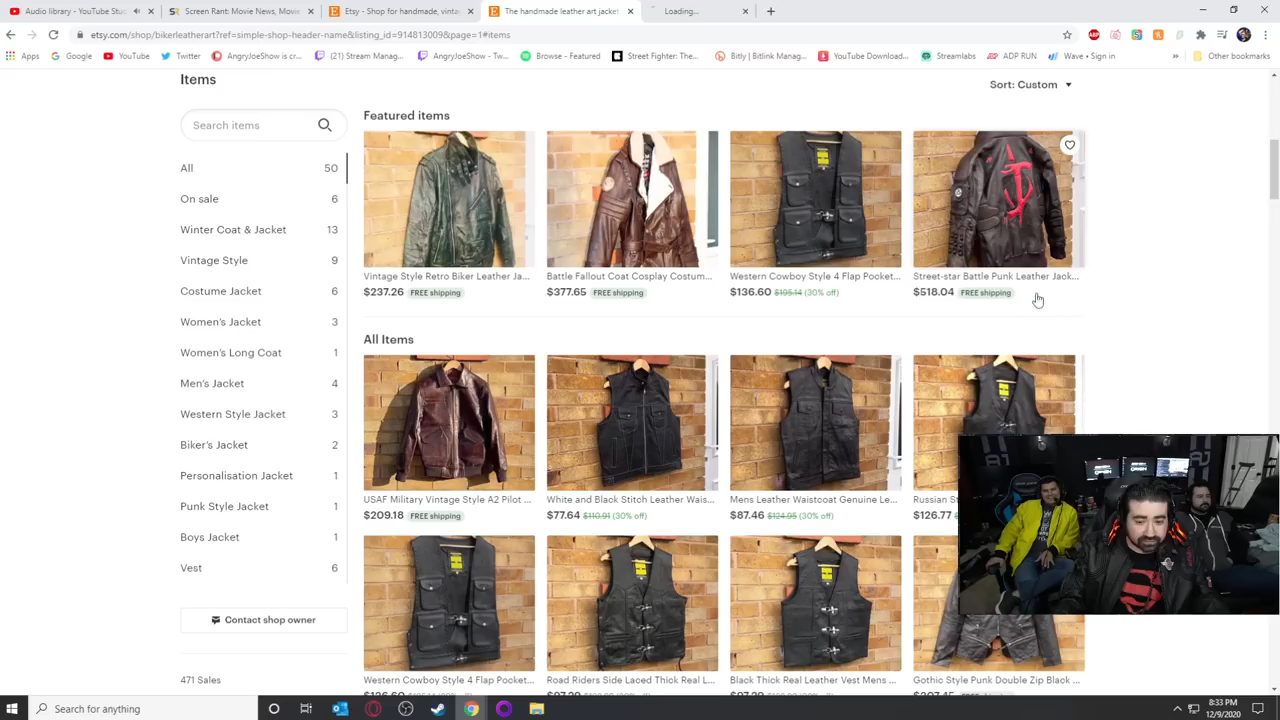 Audio library - YouTube Stud
Screen Rant: Movie News, Movie
Etsy - Shop for handmade, vinta
The handmade leather art jacket
Loading...
etsy.com/shop/bikerleatherart?ref=simple-shop-header-name&listing_id=914813009&page=1#items
Apps
Google
YouTube
Twitter
AngryJoeShow is cr...
(21) Stream Manag...
AngryJoeShow - Tw...
Browse - Featured
Street Fighter: The...
Bitly | Bitlink Manag...
YouTube Download...
Streamlabs
ADP RUN
Wave • Sign in
»
Other bookmarks
Items
Sort: Custom
Search items
All 50
On sale 6
Winter Coat & Jacket 13
Vintage Style 9
Costume Jacket 6
Women's Jacket 3
Women's Long Coat 1
Men's Jacket 4
Western Style Jacket 3
Biker's Jacket 2
Personalisation Jacket 1
Punk Style Jacket 1
Boys Jacket 1
Vest 6
Contact shop owner
471 Sales
Featured items
Vintage Style Retro Biker Leather Ja...
$237.26 FREE shipping
Battle Fallout Coat Cosplay Costum...
$377.65 FREE shipping
Western Cowboy Style 4 Flap Pocket...
$136.60 $195.14 (30% off)
Street-star Battle Punk Leather Jack...
$518.04 FREE shipping
All Items
USAF Military Vintage Style A2 Pilot ...
$209.18 FREE shipping
White and Black Stitch Leather Wais...
$77.64 $110.91 (30% off)
Mens Leather Waistcoat Genuine Le...
$87.46 $124.95 (30% off)
Russian St
$126.77
Western Cowboy Style 4 Flap Pocket...
Road Riders Side Laced Thick Real L...
Black Thick Real Leather Vest Mens ...
Gothic Style Punk Double Zip Black ...
Search for anything
8:33 PM
12/9/2020